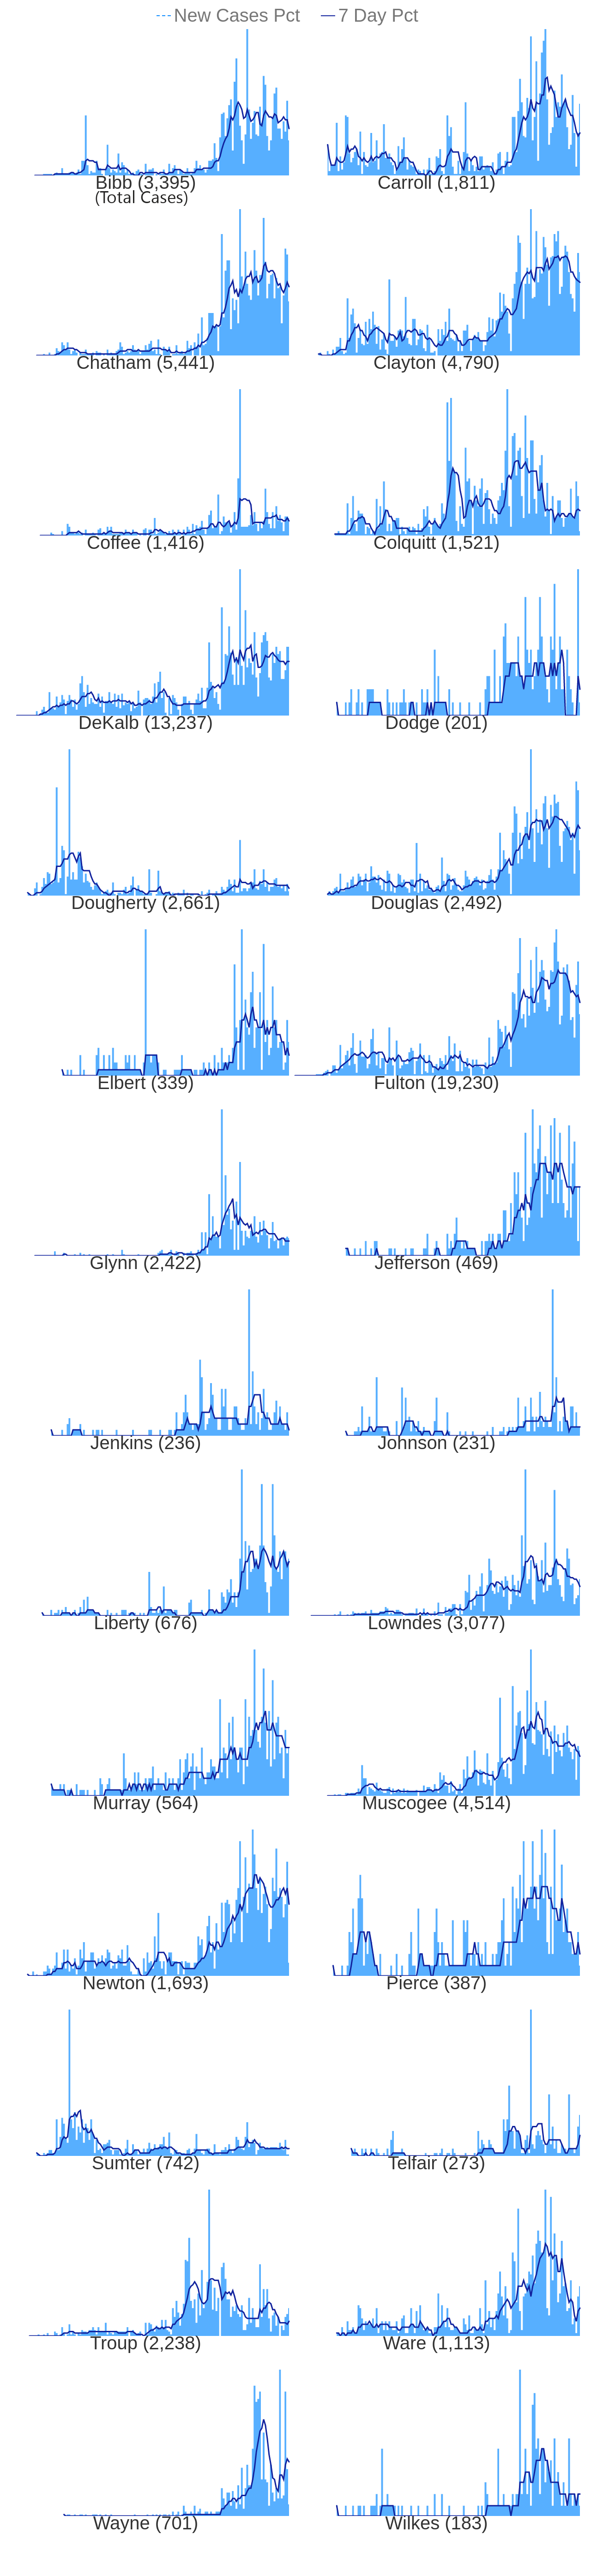 New Cases Pct 7 Day Pct
Bibb (3,395) Carroll (1,811)
(Total Cases)
Chatham (5,441) Clayton (4,790)
Coffee (1,416) Colquitt (1,521)
DeKalb (13,237) Dodge (201)
Dougherty (2,661) Douglas (2,492)
Elbert (339) Fulton (19,230)
Glynn (2,422) Jefferson (469)
Jenkins (236) Johnson (231)
Liberty (676) Lowndes (3,077)
Murray (564) Muscogee (4,514)
Newton (1,693) Pierce (387)
Sumter (742) Telfair (273)
Troup (2,238) Ware (1,113)
Wayne (701) Wilkes (183)